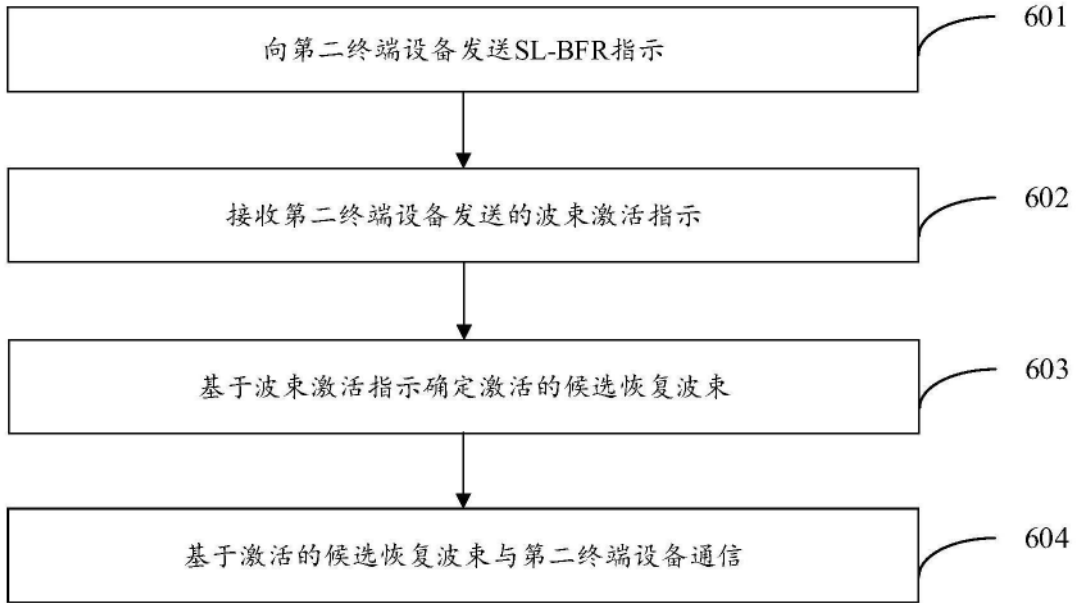 向第二终端设备发送SL-BFR指示
601
接收第二终端设备发送的波束激活指示
602
基于波束激活指示确定激活的候选恢复波束
603
基于激活的候选恢复波束与第二终端设备通信
604